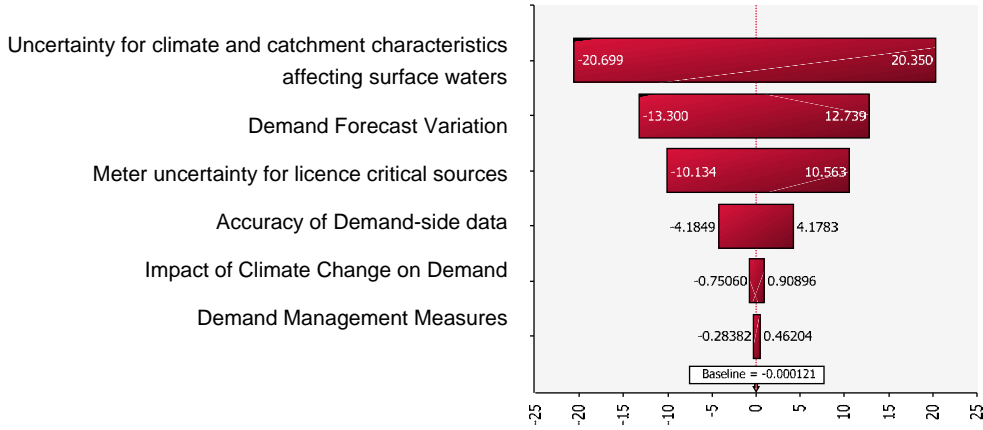 Uncertainty for climate and catchment characteristics
affecting surface waters
-20.699 20.350
Demand Forecast Variation
-13.300 12.739
Meter uncertainty for licence critical sources
-10.134 10.563
Accuracy of Demand-side data
-4.1849 4.1783
Impact of Climate Change on Demand
-0.75060 0.90896
Demand Management Measures
-0.28382 0.46204
Baseline = -0.000121
-25 -20 -15 -10 -5 0 5 10 15 20 25